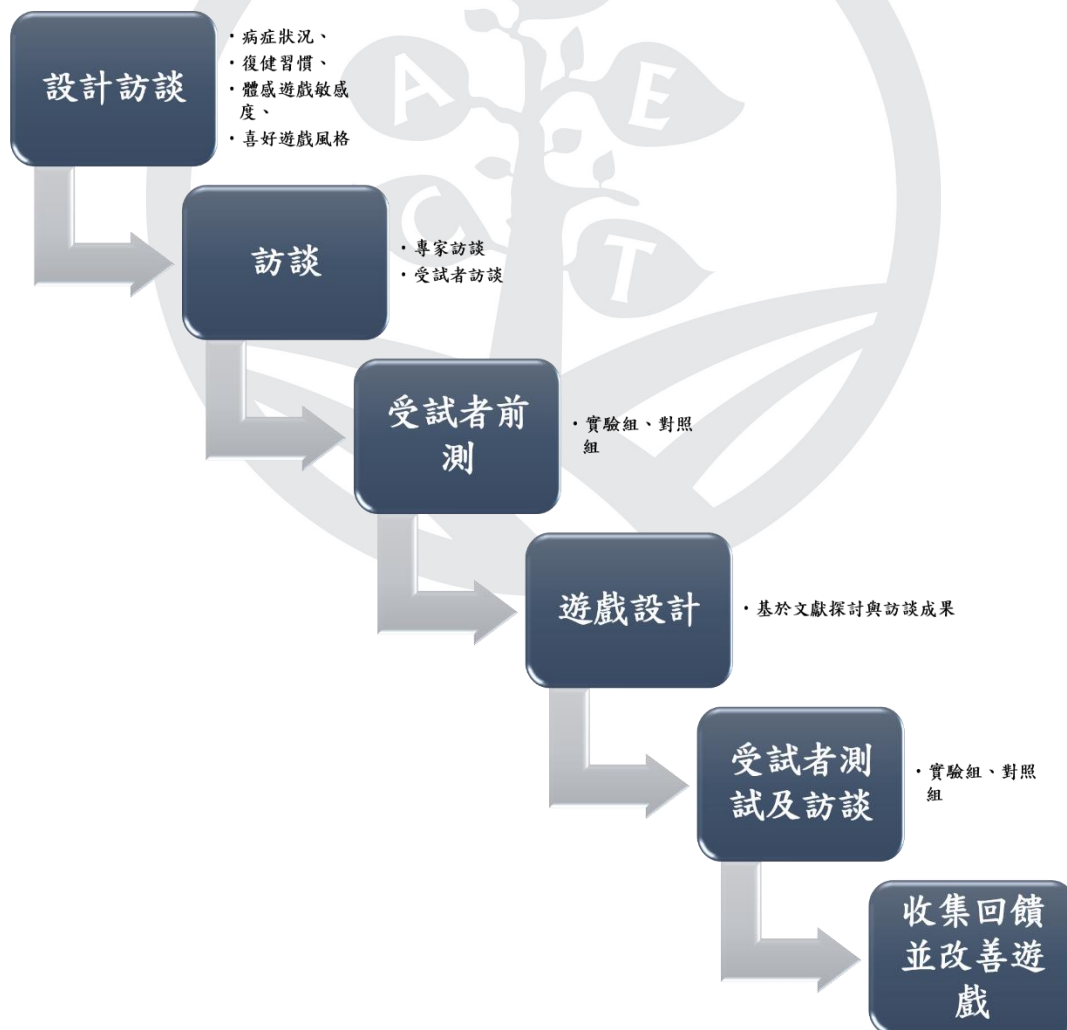 設計訪談
・病症狀況、
・復健習慣、
・體感遊戲敏感
度、
・喜好遊戲風格
A
E
C
T
訪談
・專家訪談
・受試者訪談
受試者前
測
・實驗組、對照
組
遊戲設計
・基於文獻探討與訪談成果
受試者測
試及訪談
・實驗組、對照
組
收集回饋
並改善遊
戲